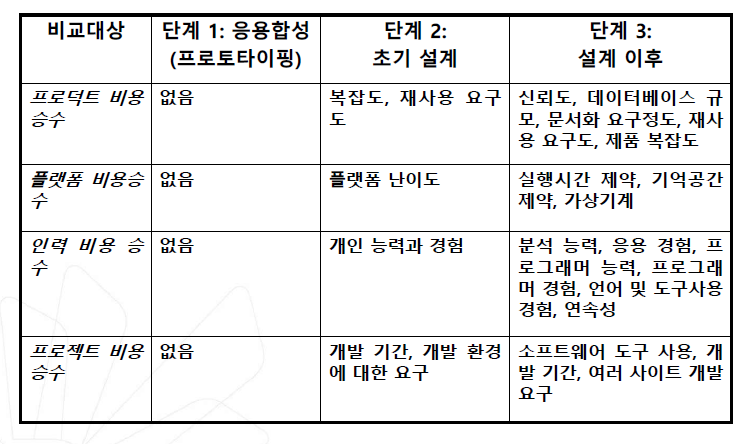 비교대상
단계 1: 응용합성
(프로토타이핑)
단계 2:
초기 설계
단계 3:
설계 이후
프로덕트 비용
승수
없음
복잡도, 재사용 요구
도
신뢰도, 데이터베이스 규
모, 문서화 요구정도, 재사
용 요구도, 제품 복잡도
플랫폼 비용승
수
없음
플랫폼 난이도
실행시간 제약, 기억공간
제약, 가상기계
인력 비용 승
수
없음
개인 능력과 경험
분석 능력, 응용 경험, 프
로그래머 능력, 프로그래
머 경험, 언어 및 도구사용
경험, 연속성
프로젝트 비용
승수
없음
개발 기간, 개발 환경
에 대한 요구
소프트웨어 도구 사용, 개
발 기간, 여러 사이트 개발
요구